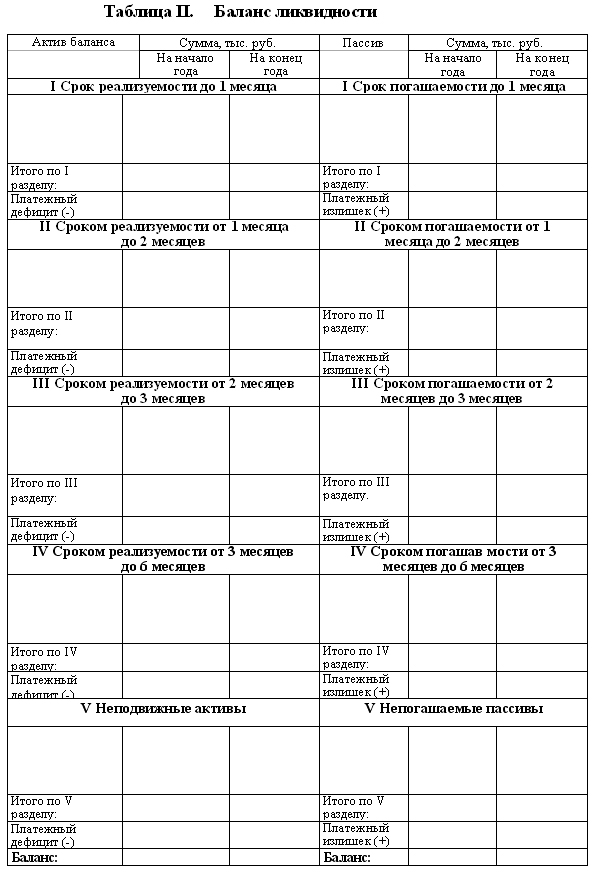 Таблица II. Баланс ликвидности
Актив баланса Сумма, тыс. руб. Пассив Сумма, тыс. руб.
На начало года На конец года На начало года На конец года
I Срок реализуемости до 1 месяца I Срок погашаемости до 1 месяца
Итого по I Итого по I
разделу: разделу:
Платежный Платежный
дефицит (-) излишек (+)
II Сроком реализуемости от 1 месяца II Сроком погашаемости от 1
до 2 месяцев месяца до 2 месяцев
Итого по II Итого по II
разделу: разделу:
Платежный Платежный
дефицит (-) излишек (+)
III Сроком реализуемости от 2 месяцев III Сроком погашаемости от 2
до 3 месяцев месяцев до 3 месяцев
Итого по III Итого по III
разделу: разделу.
Платежный Платежный
дефицит (-) излишек (+)
IV Сроком реализуемости от 3 месяцев IV Сроком погашав мости от 3
до 6 месяцев месяцев до 6 месяцев
Итого по IV Итого по IV
разделу: разделу:
Платежный Платежный
дефицит (-) излишек (+)
V Неподвижные активы V Непогашаемые пассивы
Итого по V Итого по V
разделу: разделу:
Платежный Платежный
дефицит (-) излишек (+)
Баланс: Баланс: